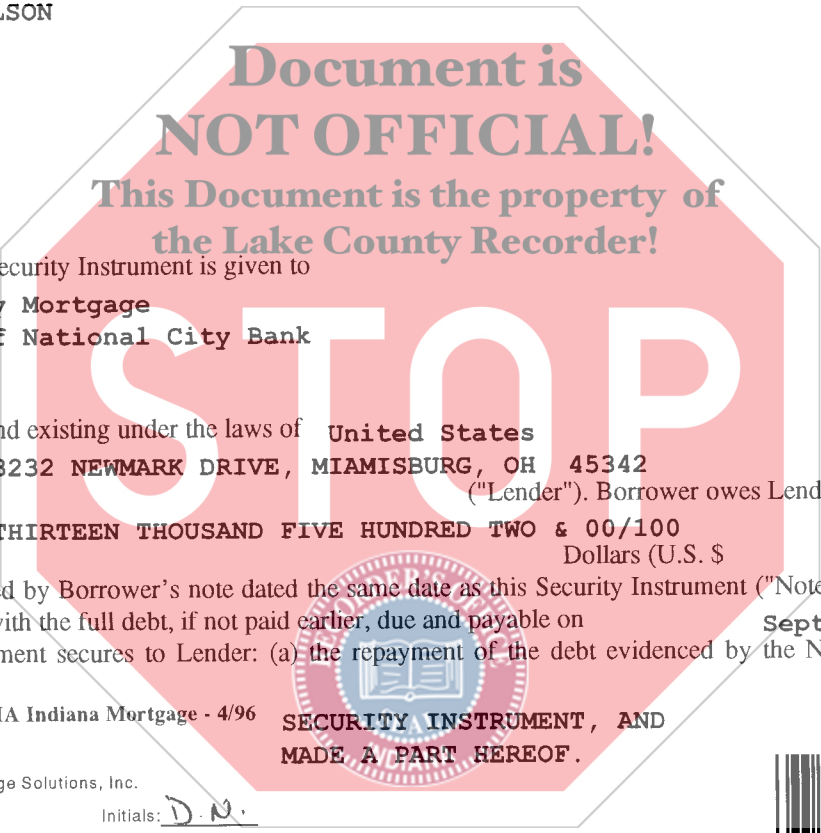 LSON
Document is
NOT OFFICIAL!
This Document is the property of
the Lake County Recorder!
ecurity Instrument is given to
y Mortgage
f National City Bank
STOP
nd existing under the laws of United States
3232 NEWMARK DRIVE, MIAMISBURG, OH 45342
("Lender"). Borrower owes Lend
THIRTEEN THOUSAND FIVE HUNDRED TWO & 00/100
Dollars (U.S. $
ed by Borrower's note dated the same date as this Security Instrument ("Note
with the full debt, if not paid earlier, due and payable on Sept
ment secures to Lender: (a) the repayment of the debt evidenced by the N
RECORDER'S OFFICE
IA Indiana Mortgage - 4/96 SECURITY INSTRUMENT, AND
MADE A PART HEREOF.
INDIANA
ge Solutions, Inc.
Initials: D.N.